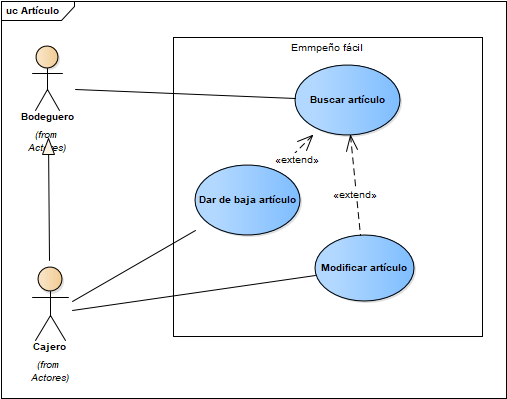 uc Artículo
Emmpeño fácil
Buscar artículo
Bodeguero
(from
Actores)
«extend»
«extend»
Dar de baja artículo
Modificar artículo
Cajero
(from
Actores)